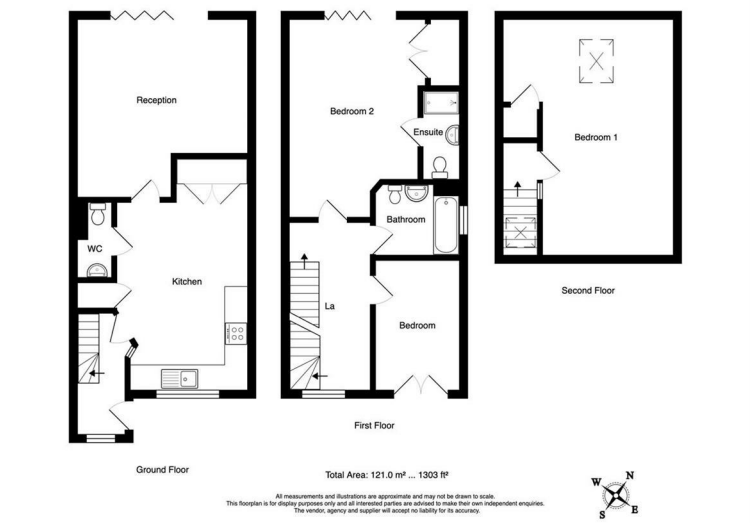 Reception
WC
Kitchen
Ground Floor
Bedroom 2
Ensuite
Bathroom
La
Bedroom
First Floor
Bedroom 1
Second Floor
Total Area: 121.0 m² ... 1303 ft²
All measurements and illustrations are approximate and may not be drawn to scale.
This floorplan is for display purposes only and all interested parties are advised to make their own independent enquiries.
The vendor, agency and supplier will accept no liability for its accuracy.
W N
S E